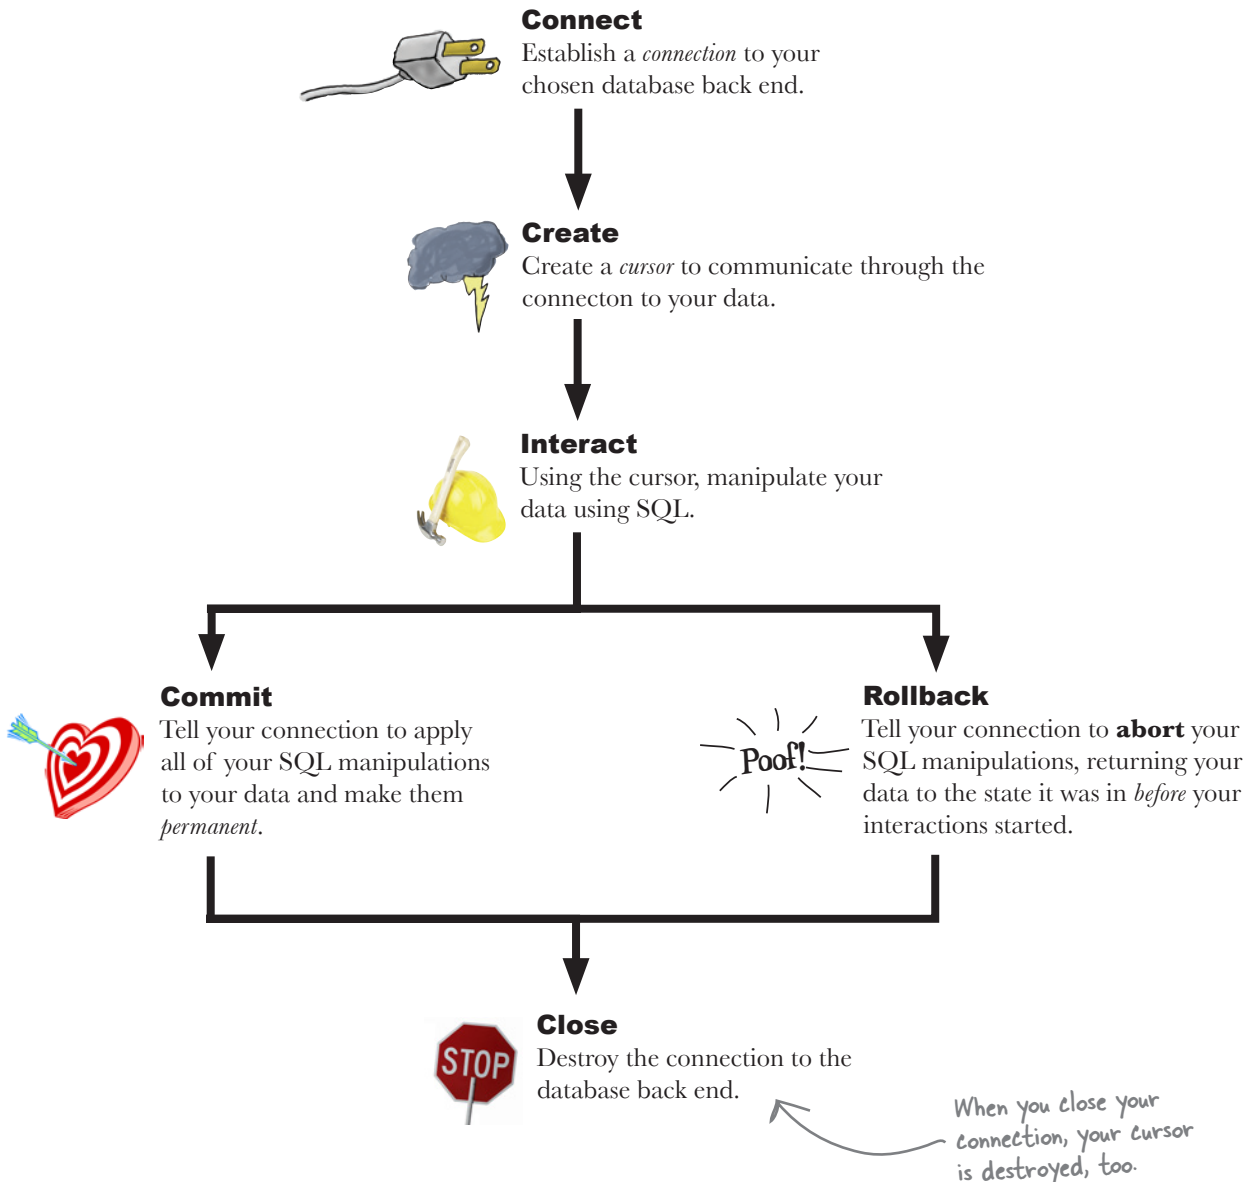 Connect
Establish a connection to your
chosen database back end.
Create
Create a cursor to communicate through the
connecton to your data.
Interact
Using the cursor, manipulate your
data using SQL.
Commit
Tell your connection to apply
all of your SQL manipulations
to your data and make them
permanent.
Poof!
Rollback
Tell your connection to abort your
SQL manipulations, returning your
data to the state it was in before your
interactions started.
STOP
Close
Destroy the connection to the
database back end.
When you close your
connection, your cursor
is destroyed, too.